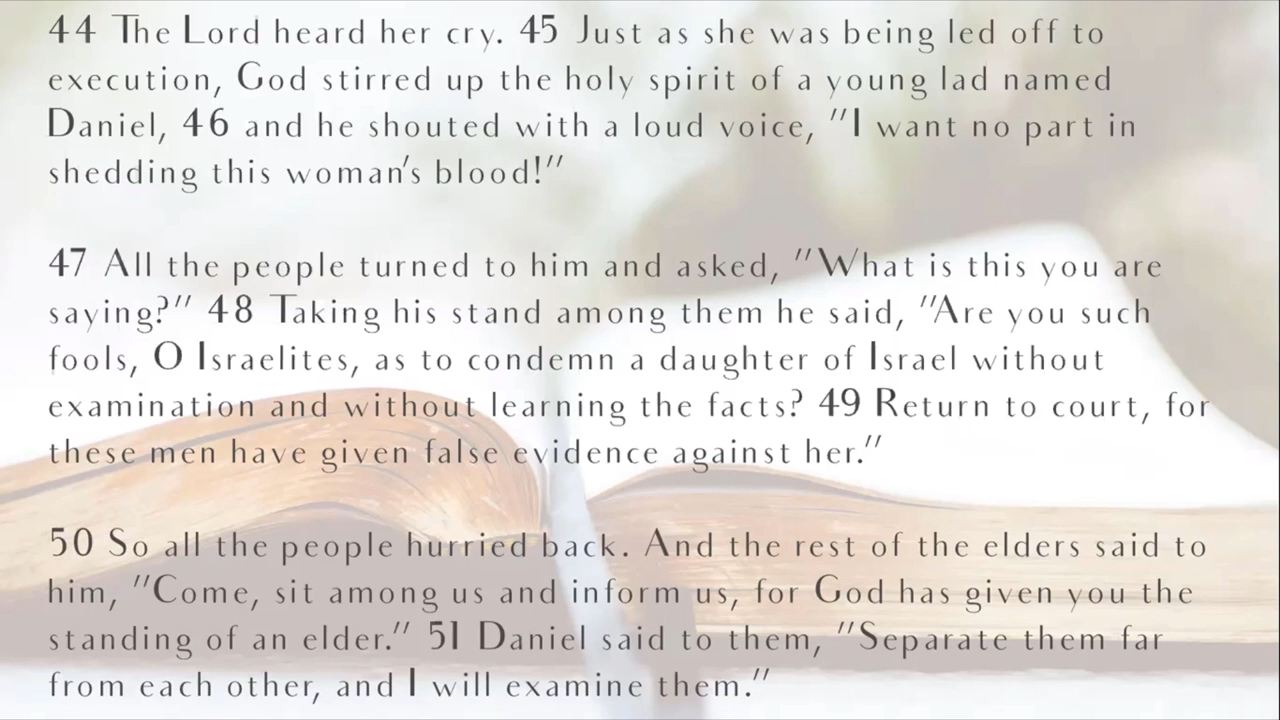 44 The Lord heard her cry. 45 Just as she was being led off to
execution, God stirred up the holy spirit of a young lad named
Daniel, 46 and he shouted with a loud voice, "I want no part in
shedding this woman's blood!"
47 All the people turned to him and asked, "What is this you are
saying?" 48 Taking his stand among them he said, "Are you such
fools, O Israelites, as to condemn a daughter of Israel without
examination and without learning the facts? 49 Return to court, for
these men have given false evidence against her."
50 So all the people hurried back. And the rest of the elders said to
him, "Come, sit among us and inform us, for God has given you the
standing of an elder." 51 Daniel said to them, "Separate them far
from each other, and I will examine them."